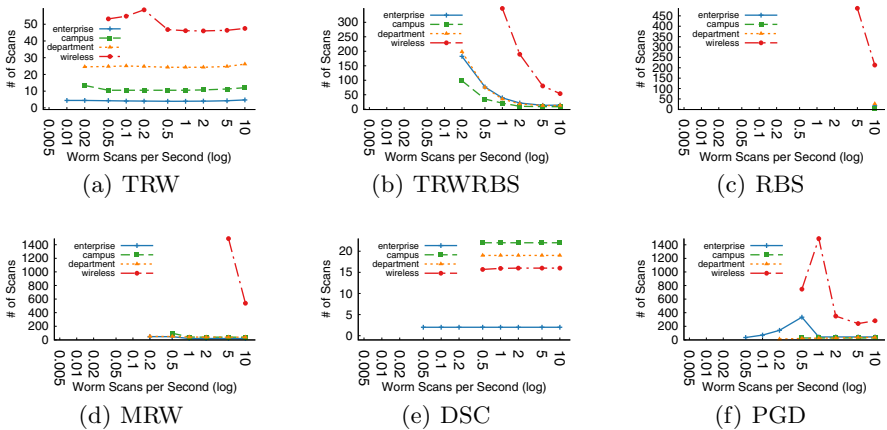 60
50
40
30
20
10
0
# of Scans
enterprise
campus
department
wireless
0.005
0.01
0.02
0.05
0.1
0.2
0.5
1
2
5
10
Worm Scans per Second (log)
(a) TRW
350
300
250
200
150
100
50
0
# of Scans
enterprise
campus
department
wireless
0.005
0.01
0.02
0.05
0.1
0.2
0.5
1
2
5
10
Worm Scans per Second (log)
(b) TRWRBS
450
400
350
300
250
200
150
100
50
0
# of Scans
enterprise
campus
department
wireless
0.005
0.01
0.02
0.05
0.1
0.2
0.5
1
2
5
10
Worm Scans per Second (log)
(c) RBS
1400
1200
1000
800
600
400
200
0
# of Scans
enterprise
campus
department
wireless
0.005
0.01
0.02
0.05
0.1
0.2
0.5
1
2
5
10
Worm Scans per Second (log)
(d) MRW
20
15
10
5
0
# of Scans
enterprise
campus
department
wireless
0.005
0.01
0.02
0.05
0.1
0.2
0.5
1
2
5
10
Worm Scans per Second (log)
(e) DSC
1400
1200
1000
800
600
400
200
0
# of Scans
enterprise
campus
department
wireless
0.005
0.01
0.02
0.05
0.1
0.2
0.5
1
2
5
10
Worm Scans per Second (log)
(f) PGD